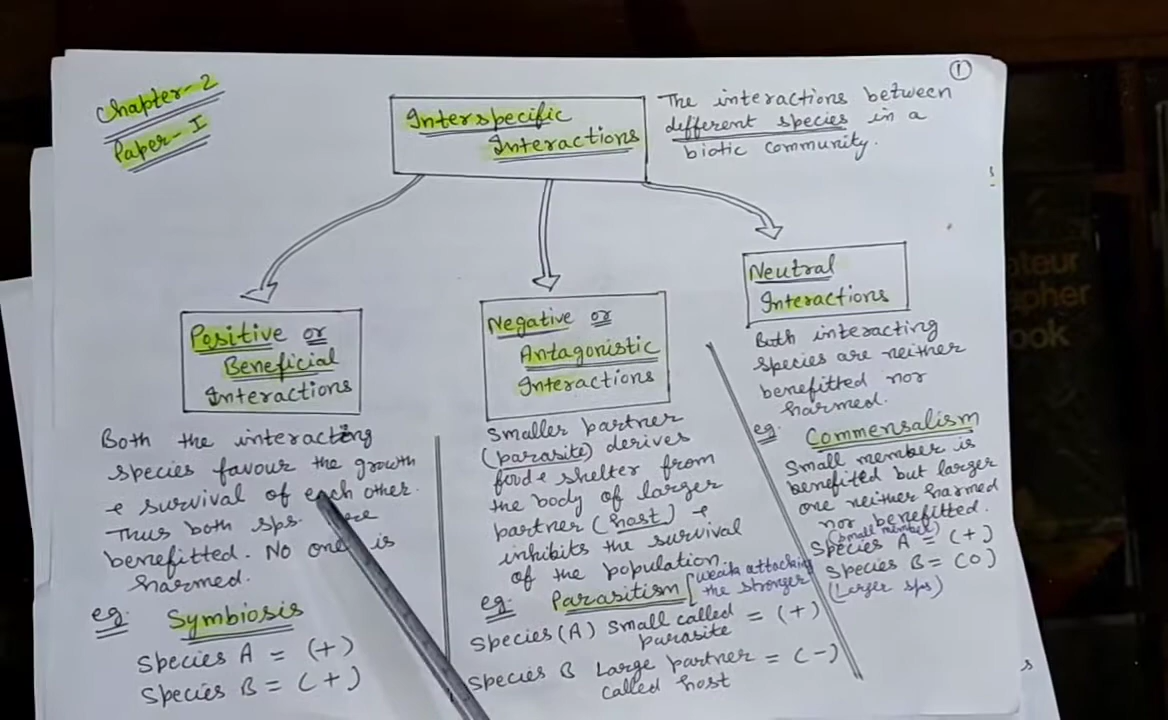 Chapter-2
Paper-I
1
Interspecific
Interactions
The interactions between
different species in a
biotic community.
Positive or
Beneficial
Interactions
Both the interacting
species favour the growth
& survival of each other.
Thus both sps.
benefitted. No one is
harmed.
eg. Symbiosis
Species A = (+)
Species B = (+)
Negative or
Antagonistic
Interactions
Smaller partner
(parasite) derives
food & shelter from
the body of larger
partner (host) &
inhibits the survival
of the population
eg. Parasitism [weak attacking
the stronger
Species (A) Small called = (+)
parasite
Species B Large partner = (-)
called host
Neutral
Interactions
Both interacting
species are neither
benefitted nor
harmed.
eg. Commensalism
Small member is
benefitted but larger
one neither harmed
nor benefitted.
(small member)
Species A = (+)
Species B = (0)
(Larger sps)
ateur
apher
ook
s
s